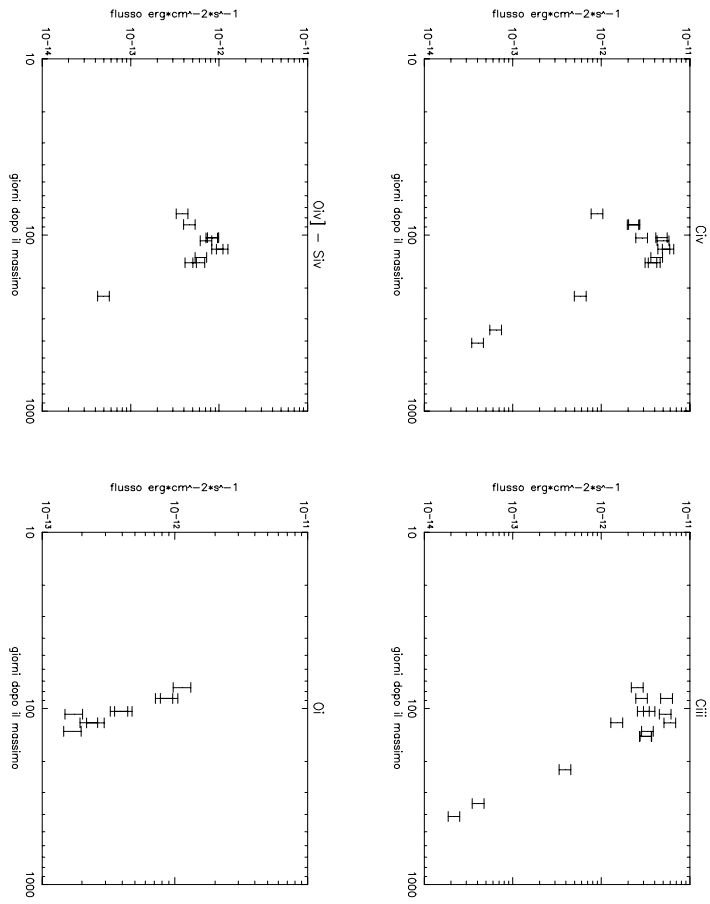 Civ
flusso erg*cm^-2*s^-1
10^-11
10^-12
10^-13
10^-14
10 100 1000
giorni dopo il massimo
Ciii
flusso erg*cm^-2*s^-1
10^-11
10^-12
10^-13
10^-14
10 100 1000
giorni dopo il massimo
Oiv] - Siv
flusso erg*cm^-2*s^-1
10^-11
10^-12
10^-13
10^-14
10 100 1000
giorni dopo il massimo
Oi
flusso erg*cm^-2*s^-1
10^-11
10^-12
10^-13
10 100 1000
giorni dopo il massimo